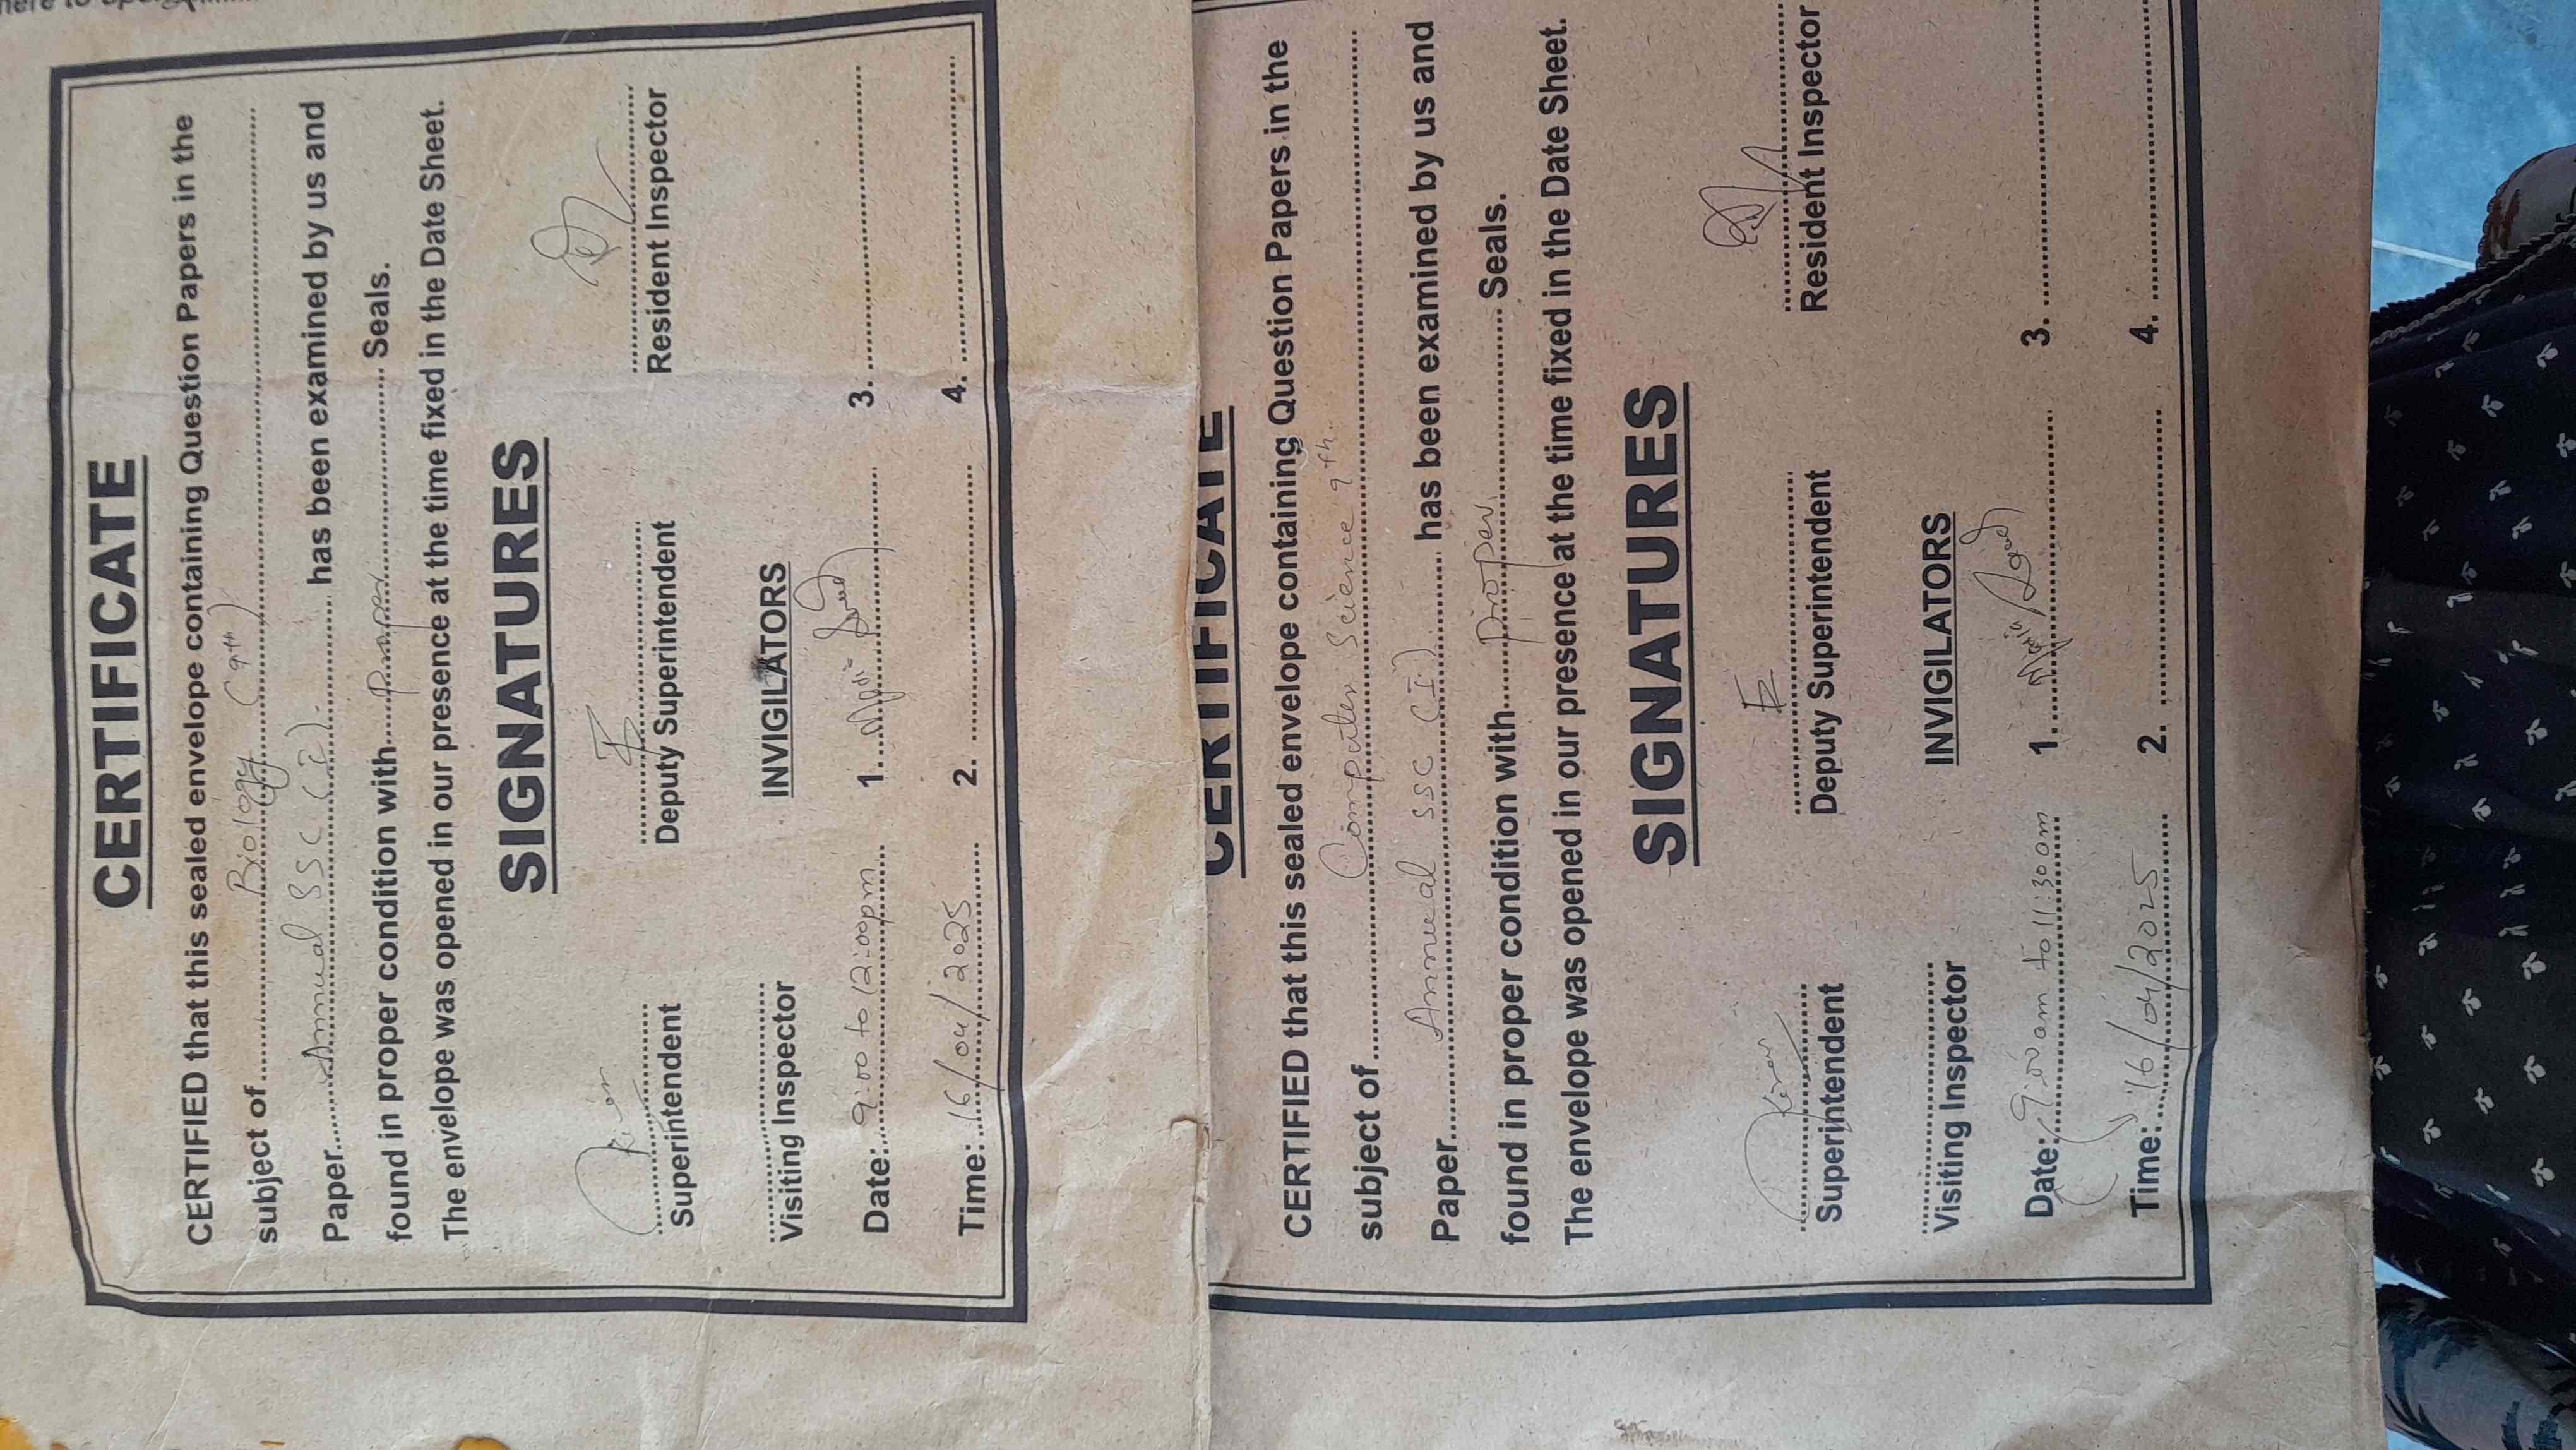 here to open
CERTIFICATE
CERTIFIED that this sealed envelope containing Question Papers in the
subject of..........Biology (9th)..........
Paper..........Annual SSC (I).......... has been examined by us and
found in proper condition with..........Proper.......... Seals.
The envelope was opened in our presence at the time fixed in the Date Sheet.
SIGNATURES
Superintendent Deputy Superintendent Resident Inspector
Visiting Inspector INVIGILATORS
Date:..........9:00 to 12:00pm.......... 1.......... 3...........
Time:..........16/04/2025.......... 2. .......... 4...........
CERTIFICATE
CERTIFIED that this sealed envelope containing Question Papers in the
subject of..........Computer Science 9th...........
Paper..........Annual SSC (I).......... has been examined by us and
found in proper condition with..........proper.......... Seals.
The envelope was opened in our presence at the time fixed in the Date Sheet.
SIGNATURES
Superintendent Deputy Superintendent Resident Inspector
Visiting Inspector INVIGILATORS
Date:..........9:00 am to 11:30 am 1.......... 3...........
Time:..........16/04/2025.......... 2. .......... 4...........